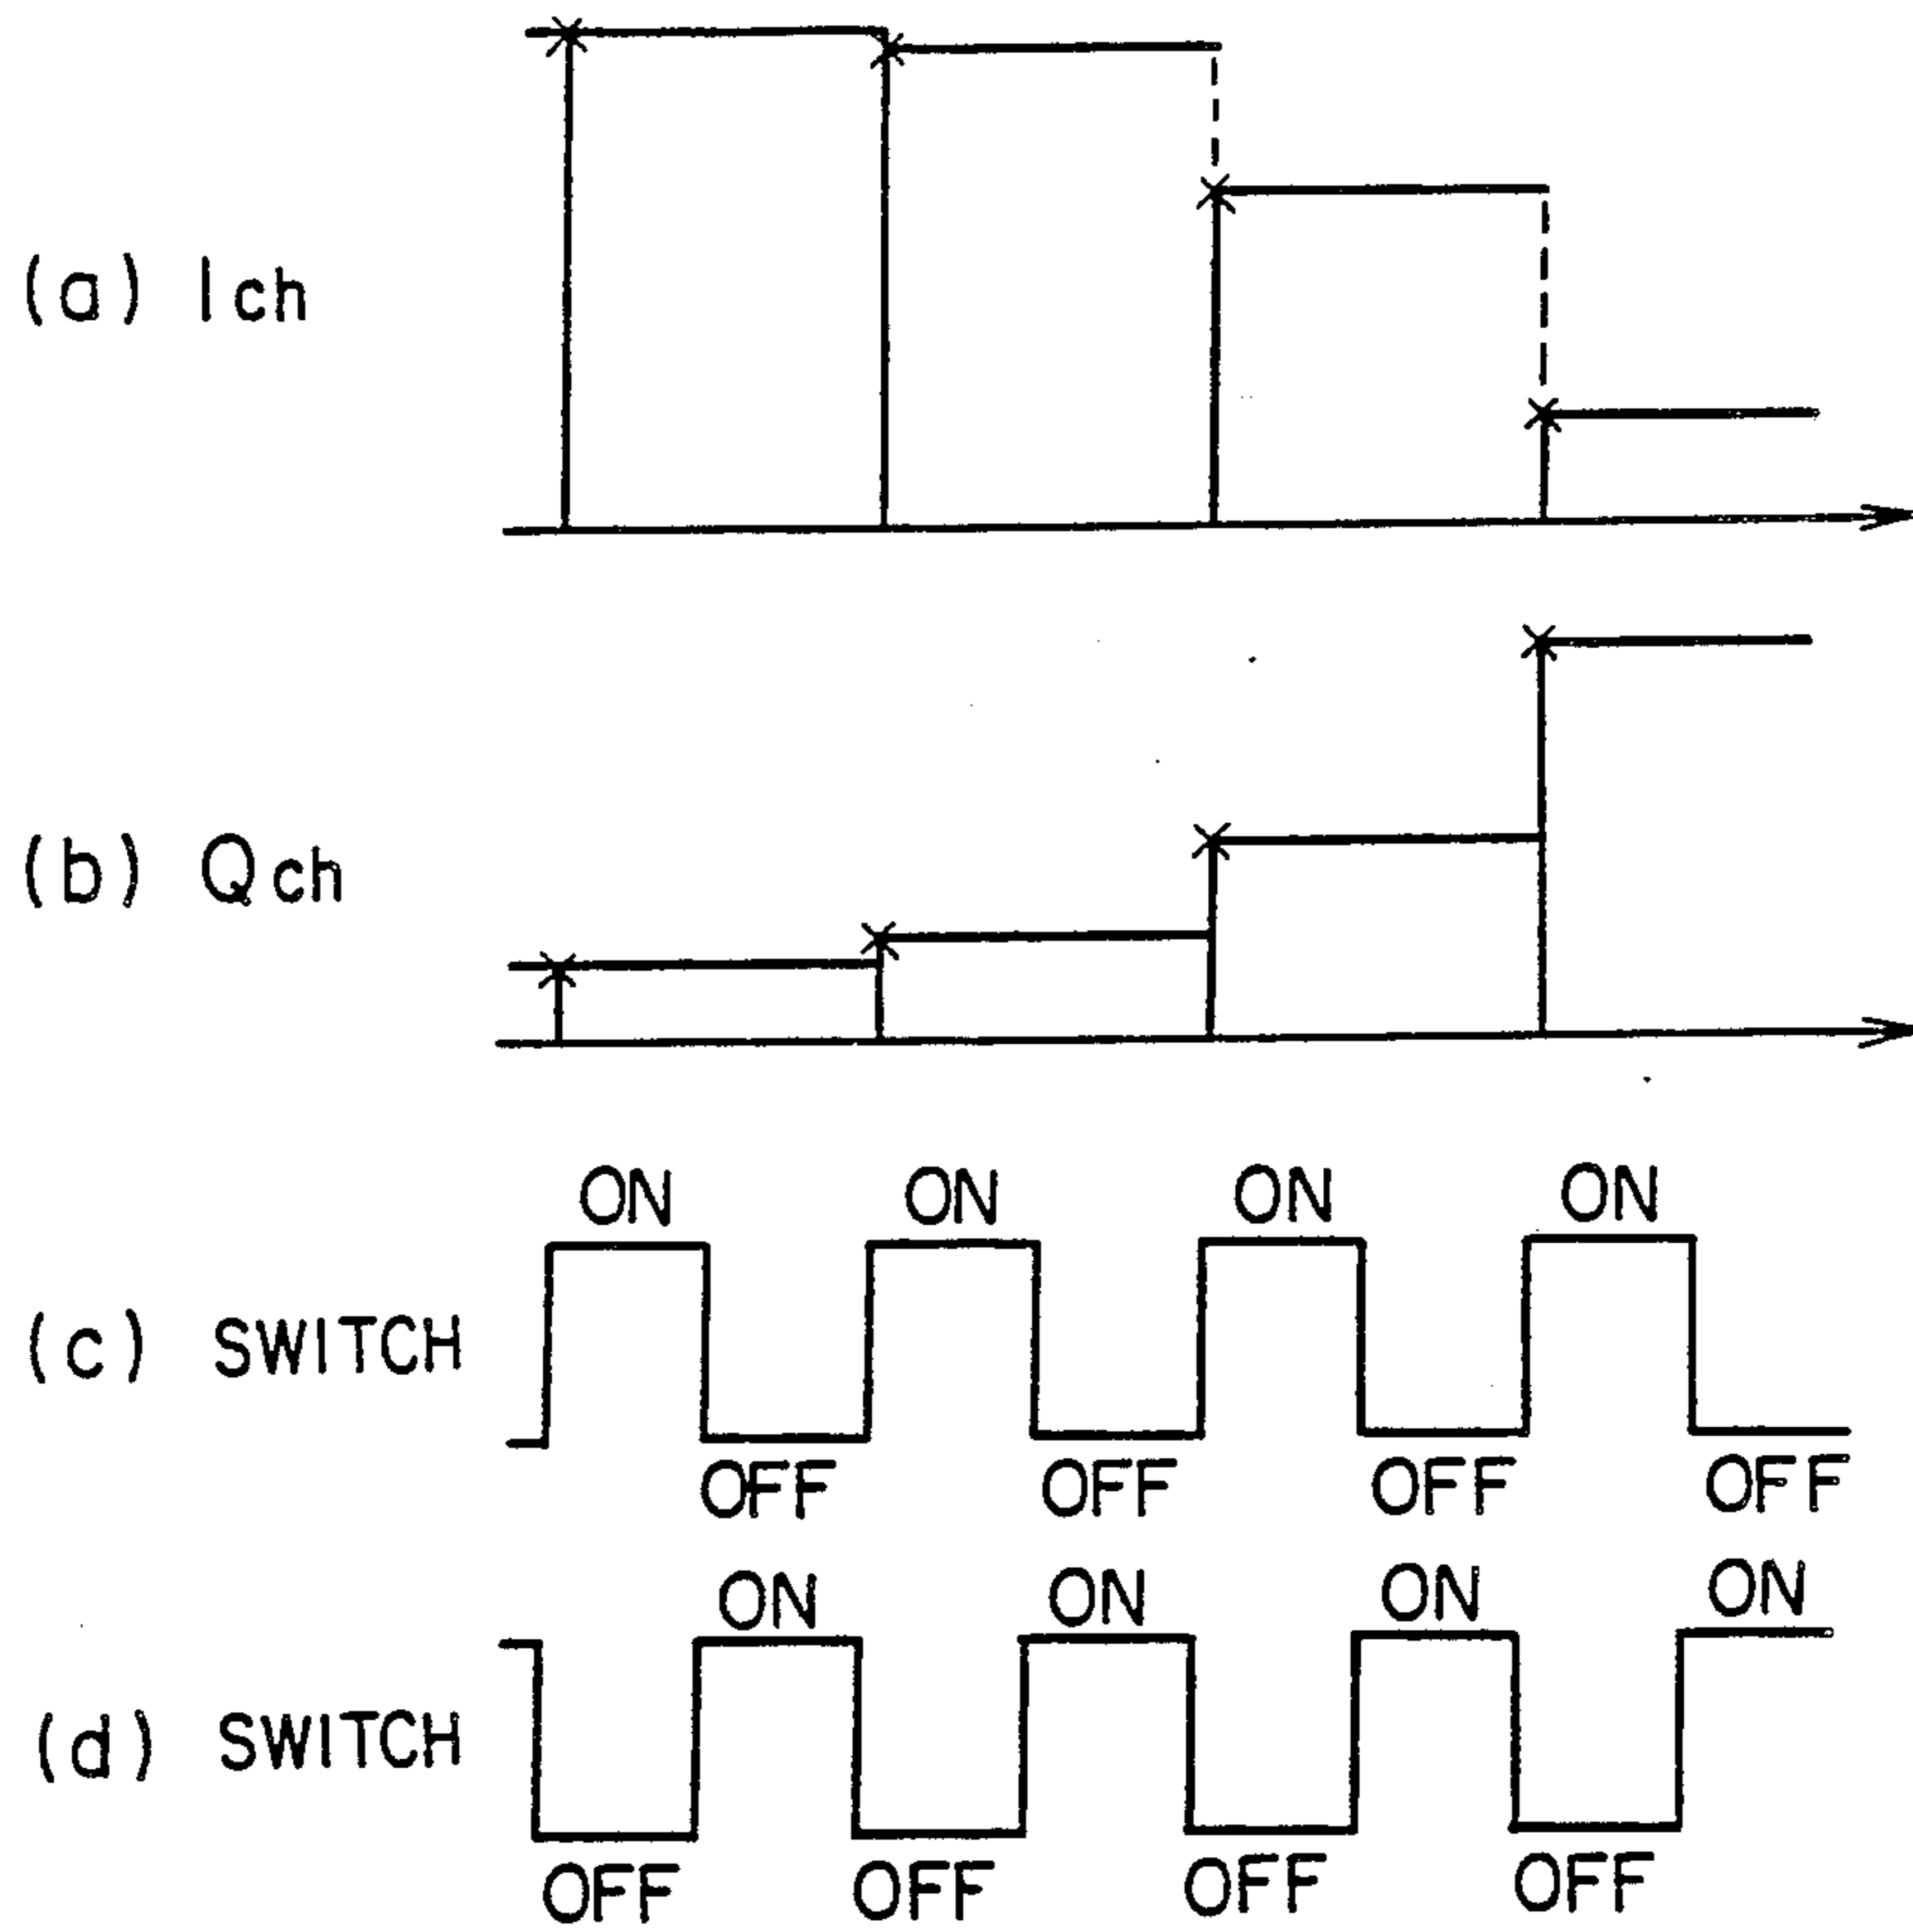 (a) Ich
(b) Qch
ON ON ON ON
(c) SWITCH
OFF OFF OFF OFF
ON ON ON ON
(d) SWITCH
OFF OFF OFF OFF